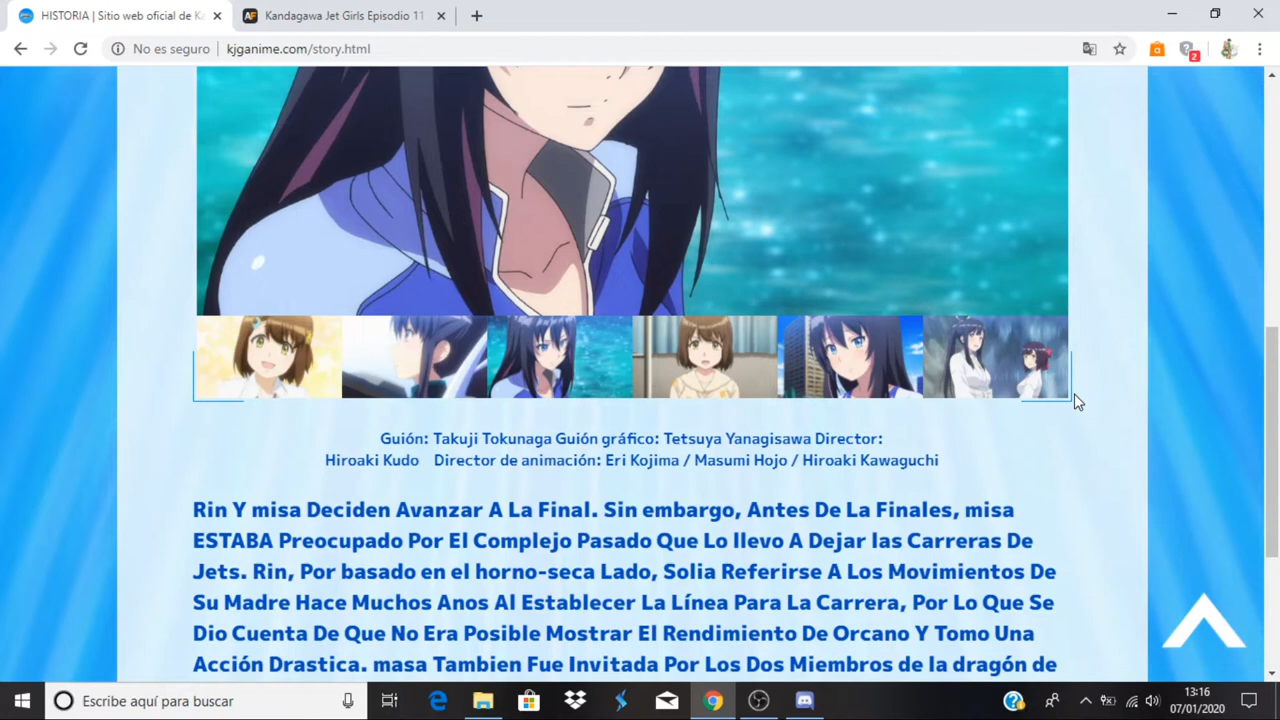 HISTORIA | Sitio web oficial de Ka
Kandagawa Jet Girls Episodio 11
No es seguro
kjganime.com/story.html
2
Guión: Takuji Tokunaga Guión gráfico: Tetsuya Yanagisawa Director:
Hiroaki Kudo Director de animación: Eri Kojima / Masumi Hojo / Hiroaki Kawaguchi
Rin Y misa Deciden Avanzar A La Final. Sin embargo, Antes De La Finales, misa
ESTABA Preocupado Por El Complejo Pasado Que Lo llevo A Dejar las Carreras De
Jets. Rin, Por basado en el horno-seca Lado, Solia Referirse A Los Movimientos De
Su Madre Hace Muchos Anos Al Establecer La Línea Para La Carrera, Por Lo Que Se
Dio Cuenta De Que No Era Posible Mostrar El Rendimiento De Orcano Y Tomo Una
Acción Drastica. masa Tambien Fue Invitada Por Los Dos Miembros de la dragón de
Escribe aquí para buscar
13:16
07/01/2020